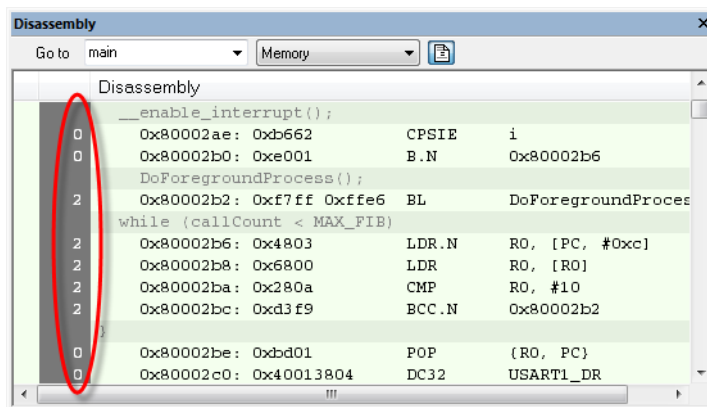 Disassembly
Go to main Memory
Disassembly
__enable_interrupt();
0 0x80002ae: 0xb662 CPSIE i
0 0x80002b0: 0xe001 B.N 0x80002b6
DoForegroundProcess();
2 0x80002b2: 0xf7ff 0xffe6 BL DoForegroundProces
while (callCount < MAX_FIB)
2 0x80002b6: 0x4803 LDR.N R0, [PC, #0xc]
2 0x80002b8: 0x6800 LDR R0, [R0]
2 0x80002ba: 0x280a CMP R0, #10
2 0x80002bc: 0xd3f9 BCC.N 0x80002b2
}
0 0x80002be: 0xbd01 POP {R0, PC}
0 0x80002c0: 0x40013804 DC32 USART1_DR